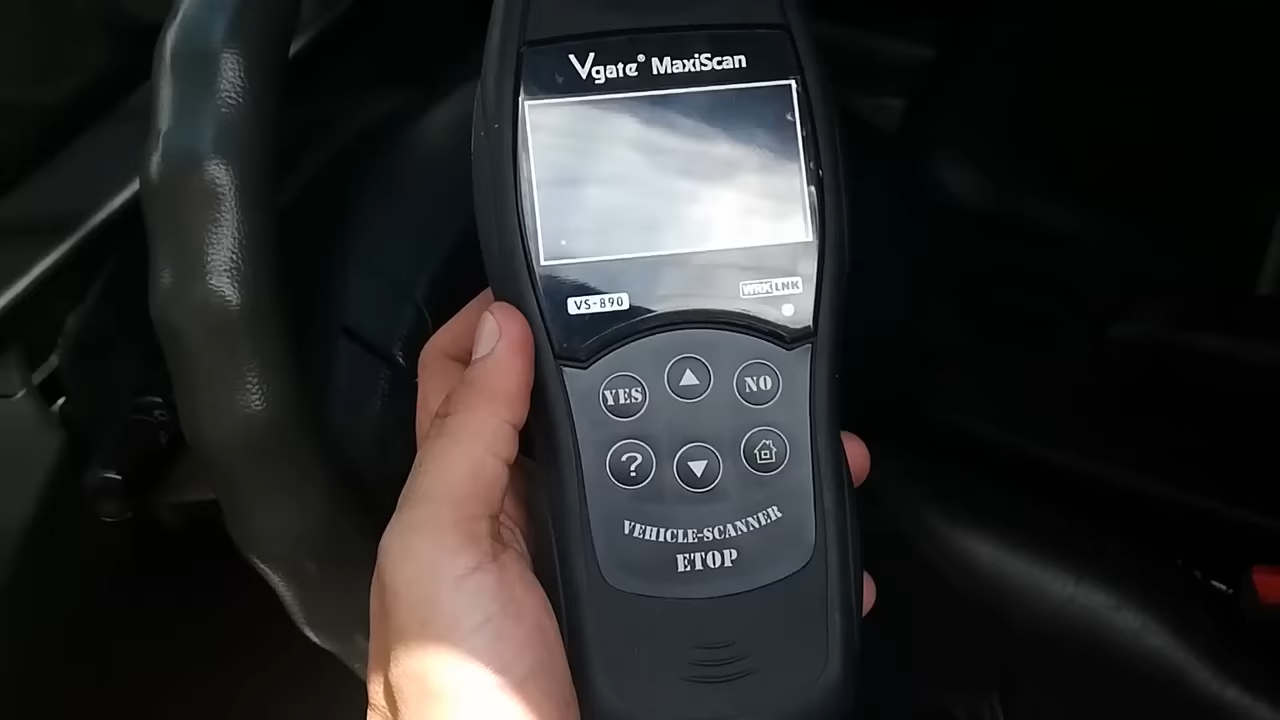 Vgate® MaxiScan
VS-890
WRK LNK
YES
NO
?
VEHICLE-SCANNER
ETOP